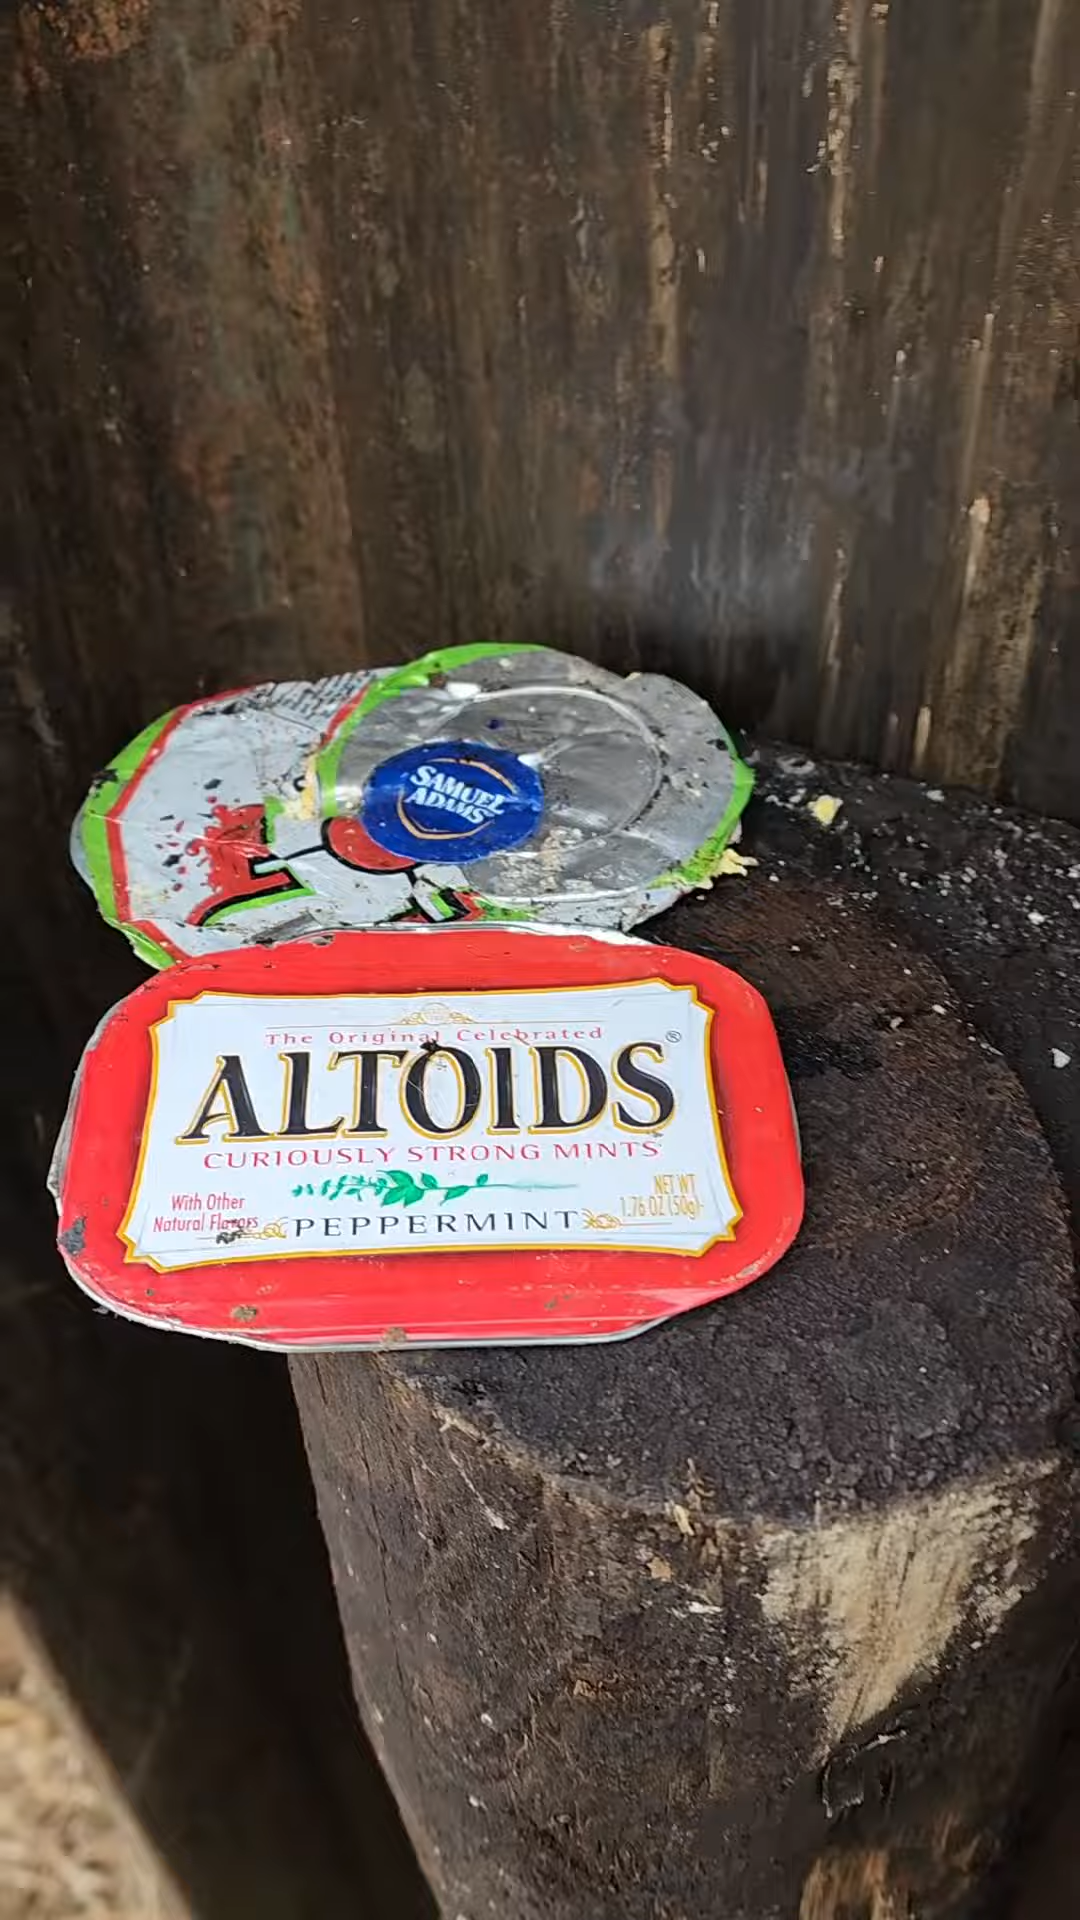 SAMUEL
ADAMS
The Original Celebrated
ALTOIDS®
CURIOUSLY STRONG MINTS
With Other
Natural Flavors
NET WT
1.76 OZ (50g)
PEPPERMINT